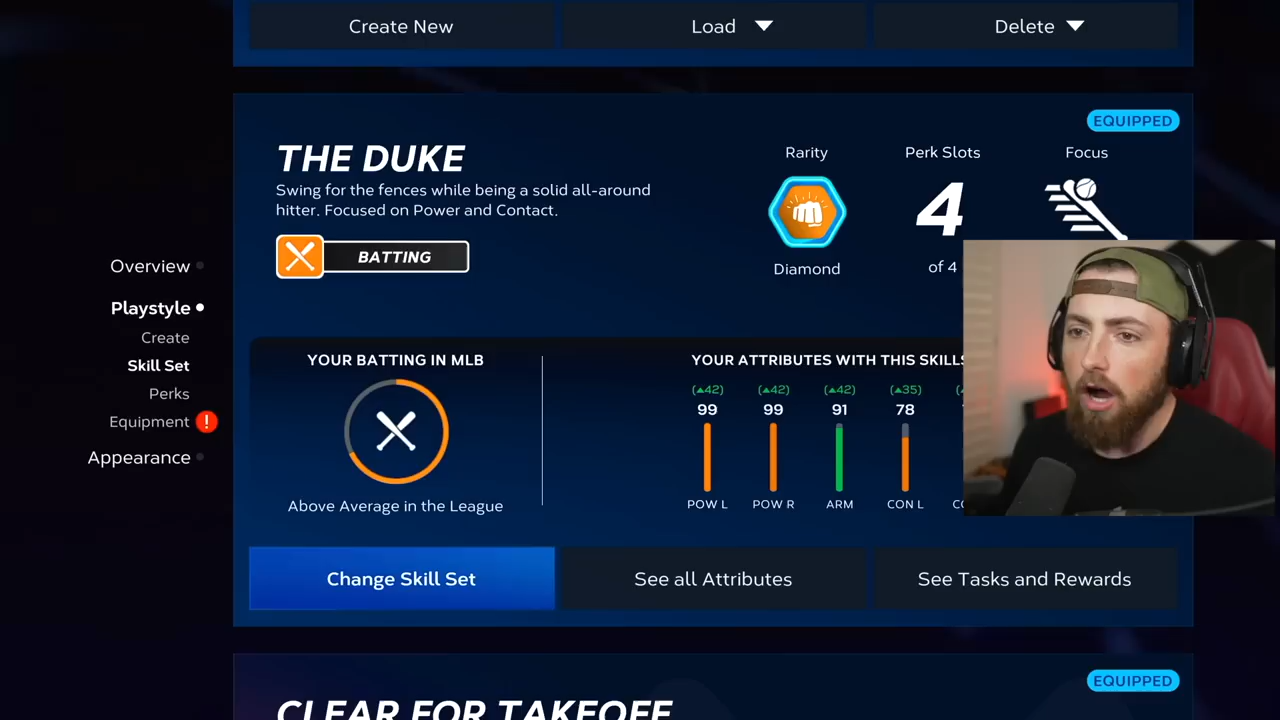 Create New
Load
Delete
EQUIPPED
THE DUKE
Swing for the fences while being a solid all-around
hitter. Focused on Power and Contact.
BATTING
Rarity
Diamond
Perk Slots
4
of 4
Focus
Overview
Playstyle
Create
Skill Set
Perks
Equipment !
Appearance
YOUR BATTING IN MLB
Above Average in the League
YOUR ATTRIBUTES WITH THIS SKILLS
(▲42) (▲42) (▲42) (▲35)
99 99 91 78
POW L POW R ARM CON L
Change Skill Set
See all Attributes
See Tasks and Rewards
EQUIPPED
CLEAR FOR TAKEOFF